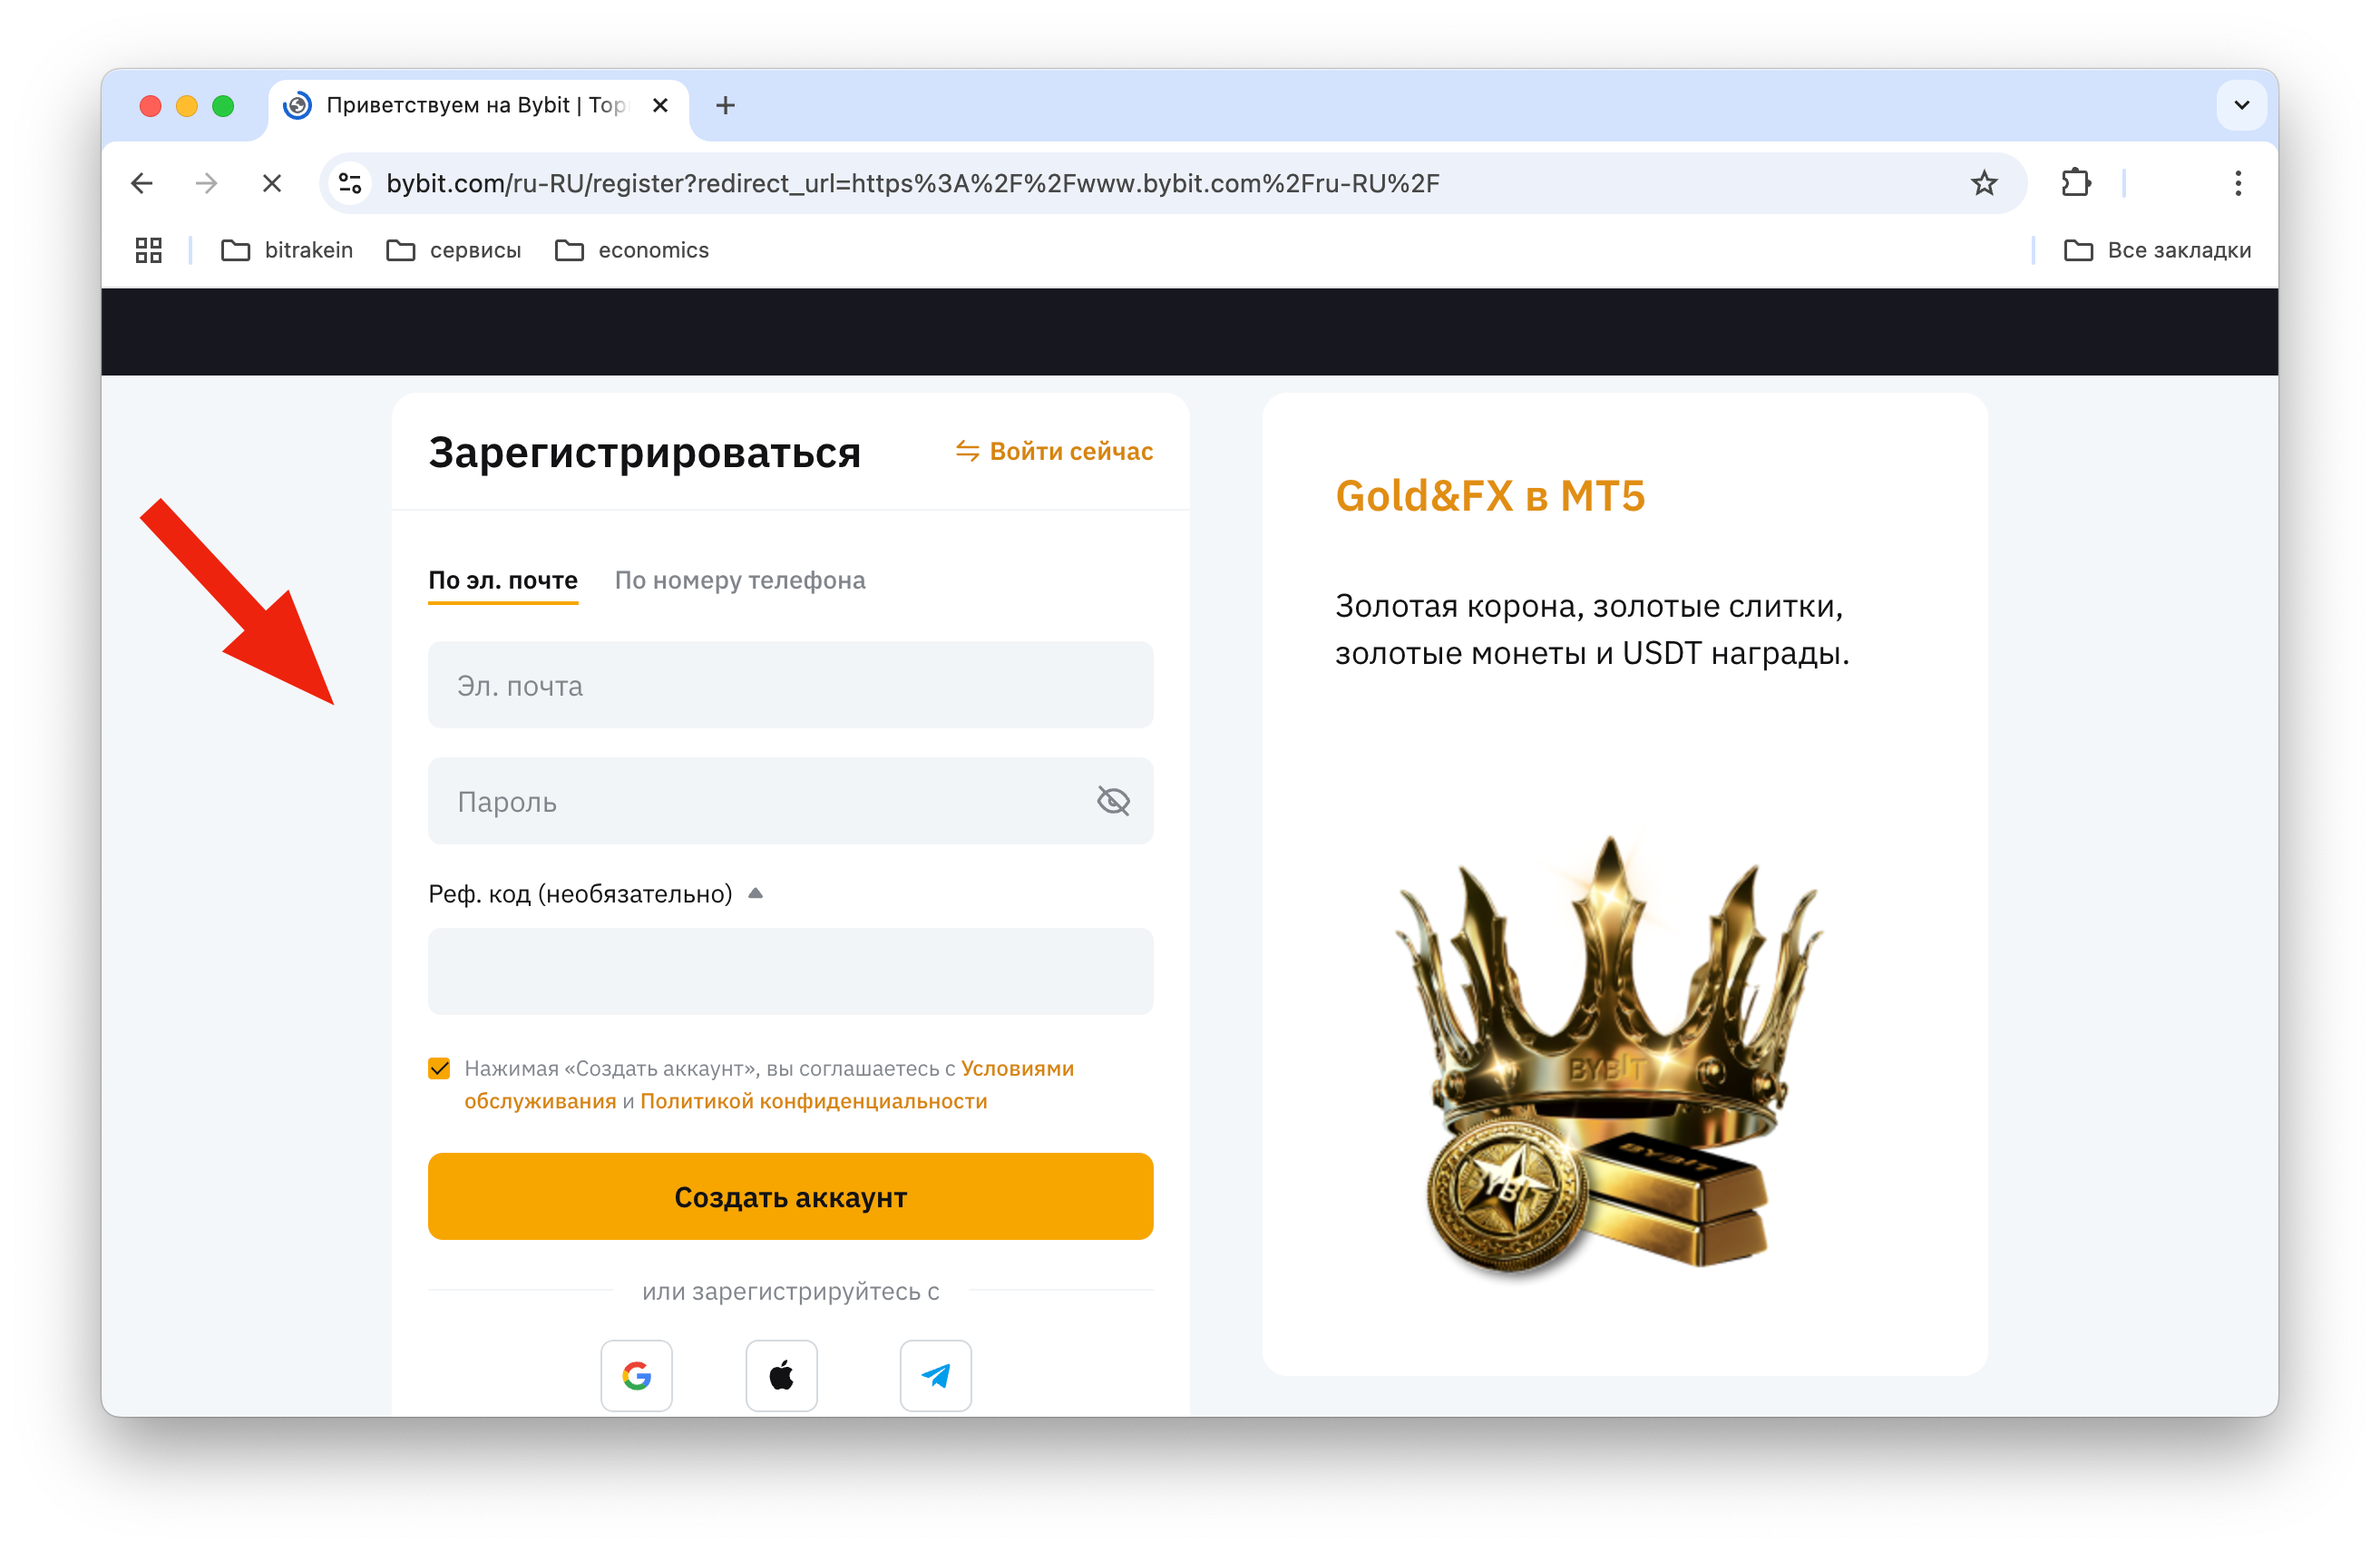 Приветствуем на Bybit | Тор
bybit.com/ru-RU/register?redirect_url=https%3A%2F%2Fwww.bybit.com%2Fru-RU%2F
bitrakein
сервисы
economics
Все закладки
Зарегистрироваться
Войти сейчас
По эл. почте
По номеру телефона
Эл. почта
Пароль
Реф. код (необязательно)
Нажимая «Создать аккаунт», вы соглашаетесь с Условиями
обслуживания и Политикой конфиденциальности
Создать аккаунт
или зарегистрируйтесь с
Gold&FX в MT5
Золотая корона, золотые слитки,
золотые монеты и USDT награды.
BYBIT
BYBIT
BYBIT